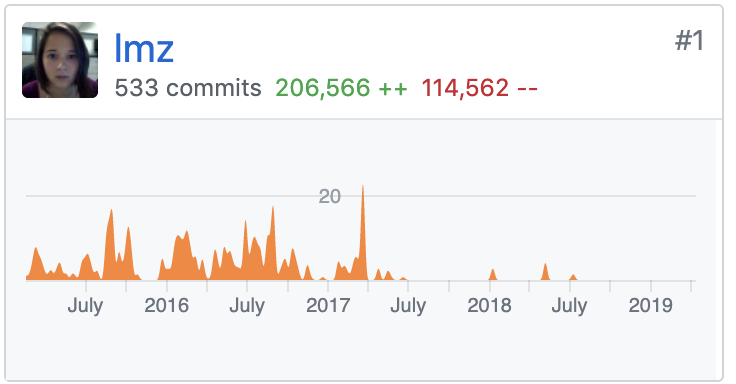 lmz #1
533 commits 206,566 ++ 114,562 --
20
July 2016 July 2017 July 2018 July 2019